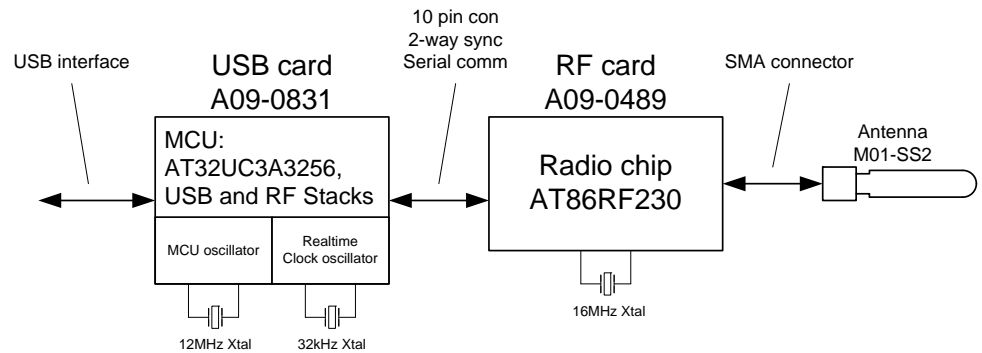 10 pin con
2-way sync
Serial comm
USB interface
USB card
A09-0831
RF card
A09-0489
SMA connector
MCU:
AT32UC3A3256,
USB and RF Stacks
Radio chip
AT86RF230
Antenna
M01-SS2
MCU oscillator
Realtime
Clock oscillator
12MHz Xtal
32kHz Xtal
16MHz Xtal